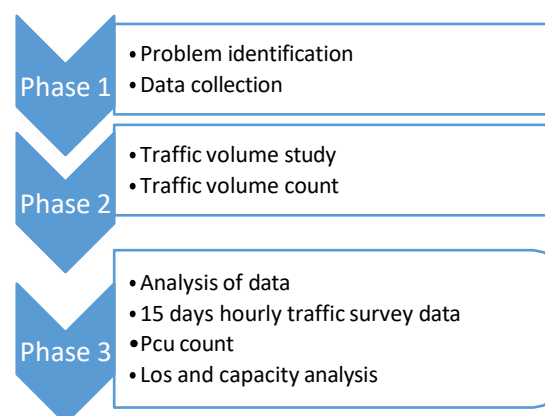 Phase 1
• Problem identification
• Data collection
Phase 2
• Traffic volume study
• Traffic volume count
Phase 3
• Analysis of data
• 15 days hourly traffic survey data
• Pcu count
• Los and capacity analysis